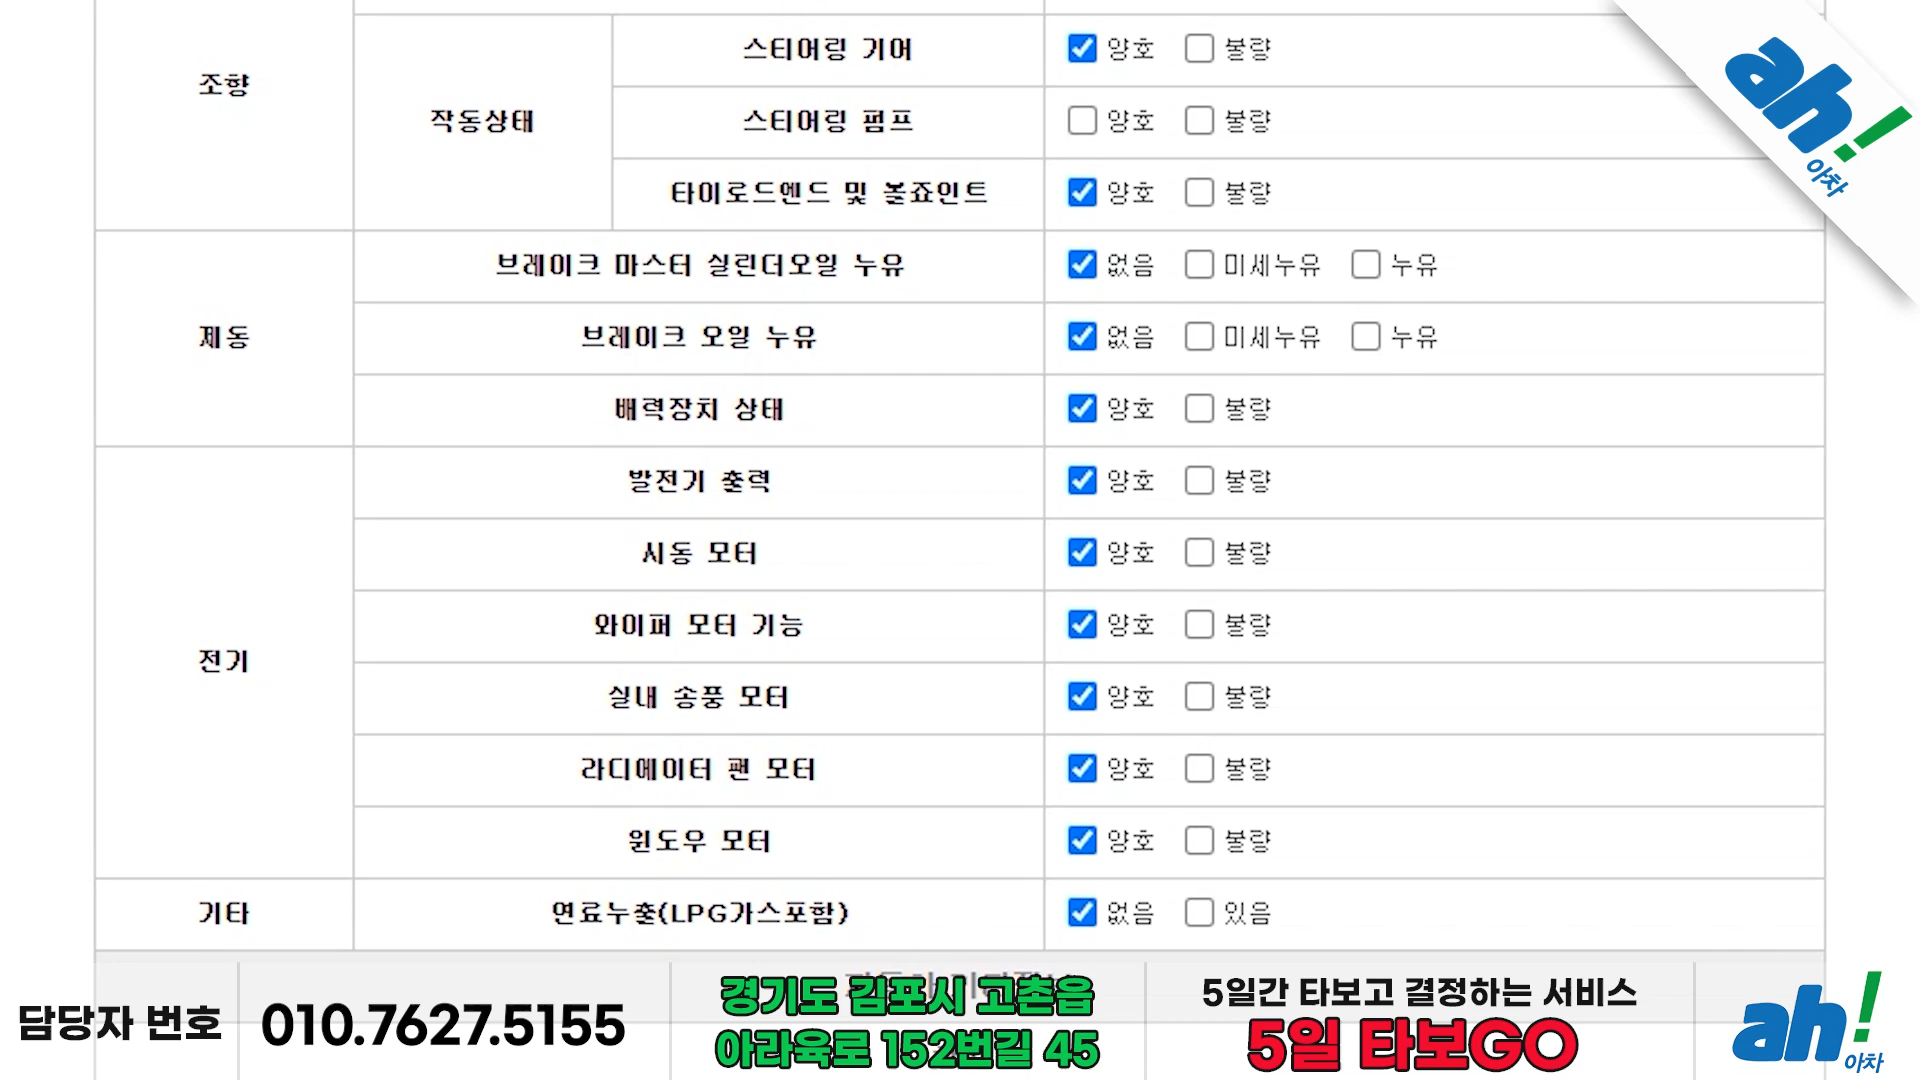 조향
작동상태
스티어링 기어
양호 불량
스티어링 펌프
양호 불량
타이로드엔드 및 볼죠인트
양호 불량
제동
브레이크 마스터 실린더오일 누유
없음 미세누유 누유
브레이크 오일 누유
없음 미세누유 누유
배력장치 상태
양호 불량
전기
발전기 출력
양호 불량
시동 모터
양호 불량
와이퍼 모터 기능
양호 불량
실내 송풍 모터
양호 불량
라디에이터 팬 모터
양호 불량
윈도우 모터
양호 불량
기타
연료누출(LPG가스포함)
없음 있음
담당자 번호
010.7627.5155
경기도 김포시 고촌읍
아라육로 152번길 45
5일간 타보고 결정하는 서비스
5일 타보GO
ah!
아차
ah!
아차